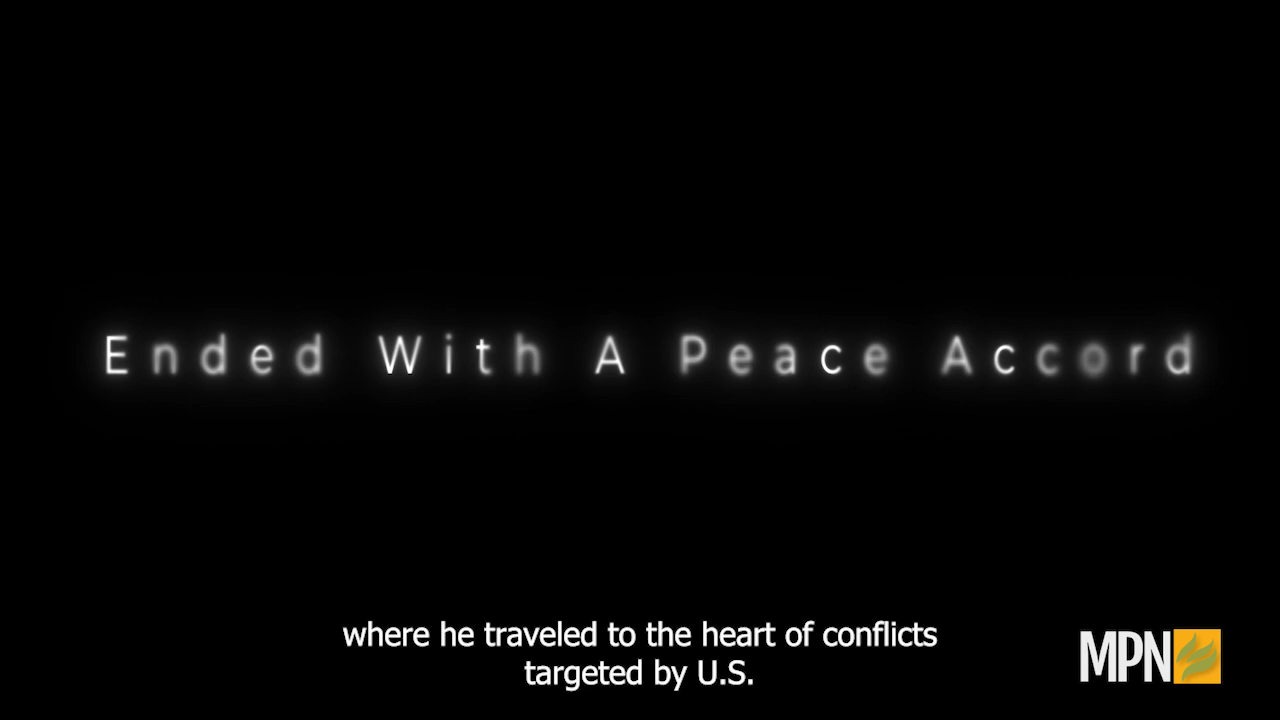 Ended With A Peace Accord
where he traveled to the heart of conflicts
targeted by U.S.
MPN